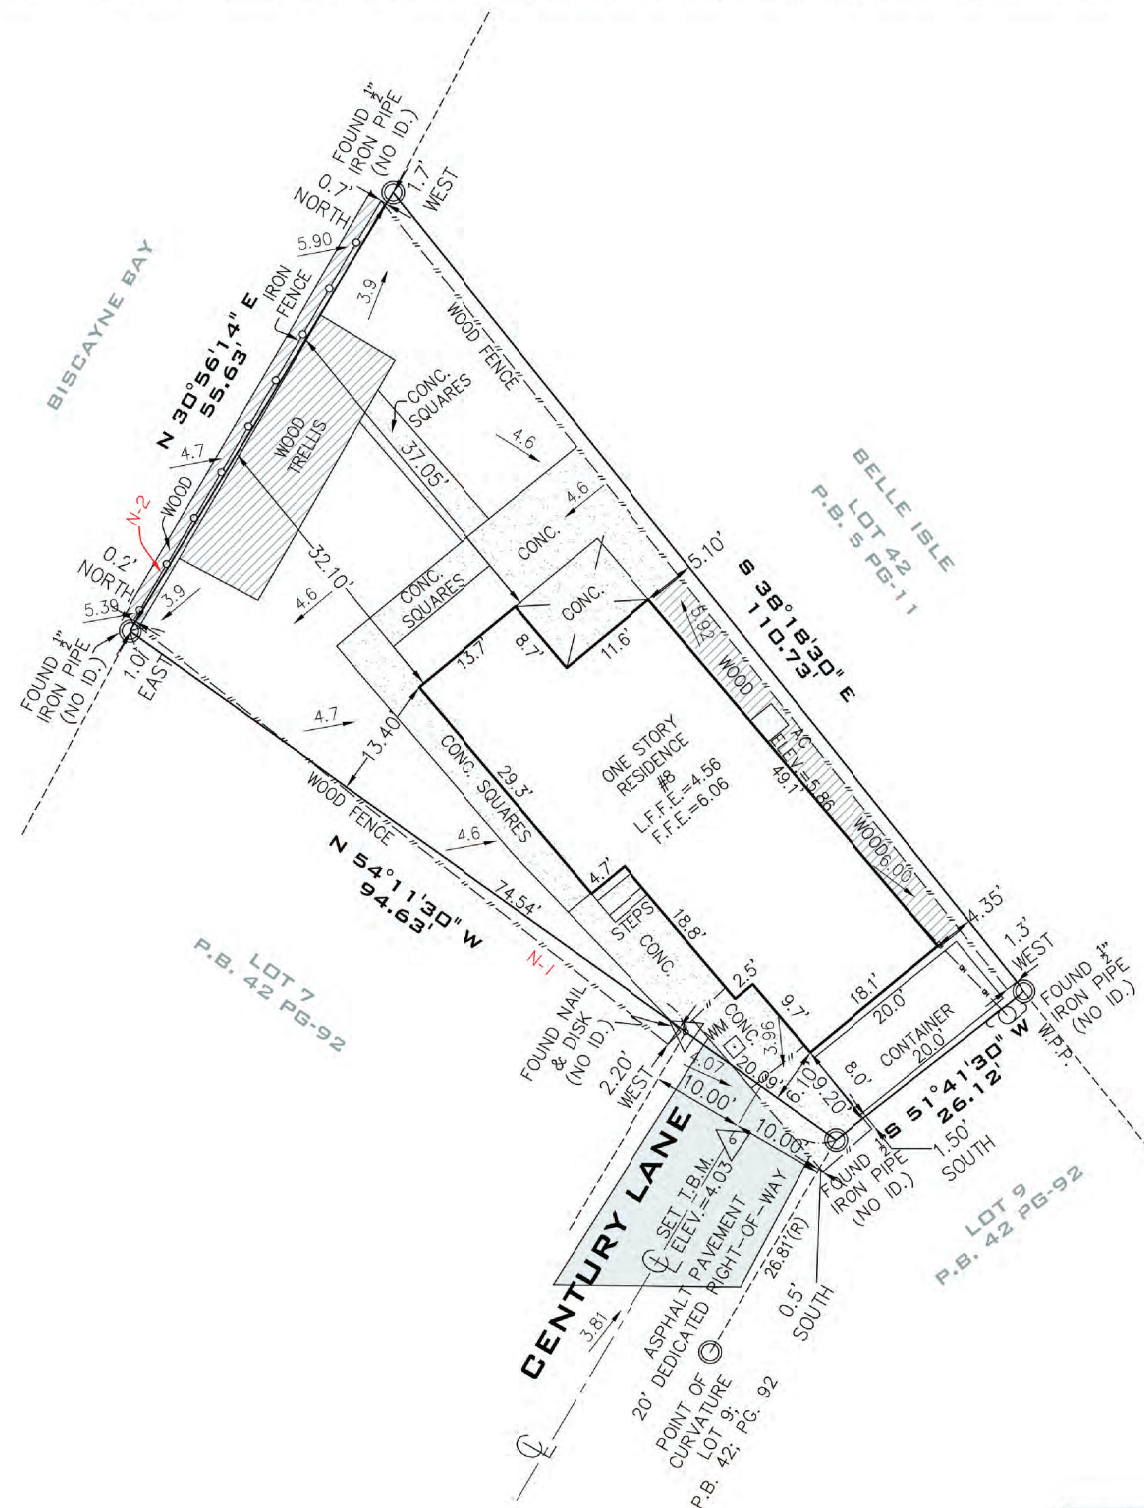 FOUND 1/2"
IRON PIPE
(NO ID.)
1.7'
WEST
0.7'
NORTH
5.90
IRON
FENCE
3.9
BISCAYNE BAY
N 30°56'14" E
55.63'
WOOD FENCE
CONC.
SQUARES
WOOD
TRELLIS
37.05'
4.6
4.7
WOOD
N-2
4.6
CONC.
BELLE ISLE
LOT 42
P.B. 5 PG-11
0.2'
NORTH
5.39
3.9
32.10'
4.6
CONC.
SQUARES
CONC.
5.10'
S 38°18'30" E
110.73'
FOUND 1/2"
IRON PIPE
(NO ID.)
1.0'
EAST
13.7'
8.7'
11.6'
5.92
WOOD
AC
ELEV.=5.86
4.7
13.40
ONE STORY
RESIDENCE
#8
L.F.F.E.=4.56
F.F.E.=6.06
49.1'
CONC. SQUARES
29.3'
WOOD FENCE
4.6
WOOD
6.00
N 54°11'30" W
94.63'
74.54'
4.7'
STEPS
18.8'
CONC.
4.35'
1.3'
WEST
FOUND 1/2"
IRON PIPE
(NO ID.)
LOT 7
P.B. 42 PG-92
N-1
2.5'
9.7'
18.1'
20.0'
CONTAINER
20.0'
8.0'
W.P.P.
FOUND NAIL
& DISK
(NO ID.)
WM
CONC.
3.96
2.20'
WEST
4.07
20.09'
6.10'
9.20'
S 51°41'30" W
26.12'
10.00'
10.00'
1.50'
SOUTH
FOUND 1/2"
IRON PIPE
(NO ID.)
LOT 9
P.B. 42 PG-92
CENTURY LANE
SET T.B.M.
ELEV.=4.03
6
ASPHALT PAVEMENT
20' DEDICATED RIGHT-OF-WAY
26.81'(R)
0.5'
SOUTH
3.81
POINT OF
CURVATURE
LOT 9;
P.B. 42; PG. 92